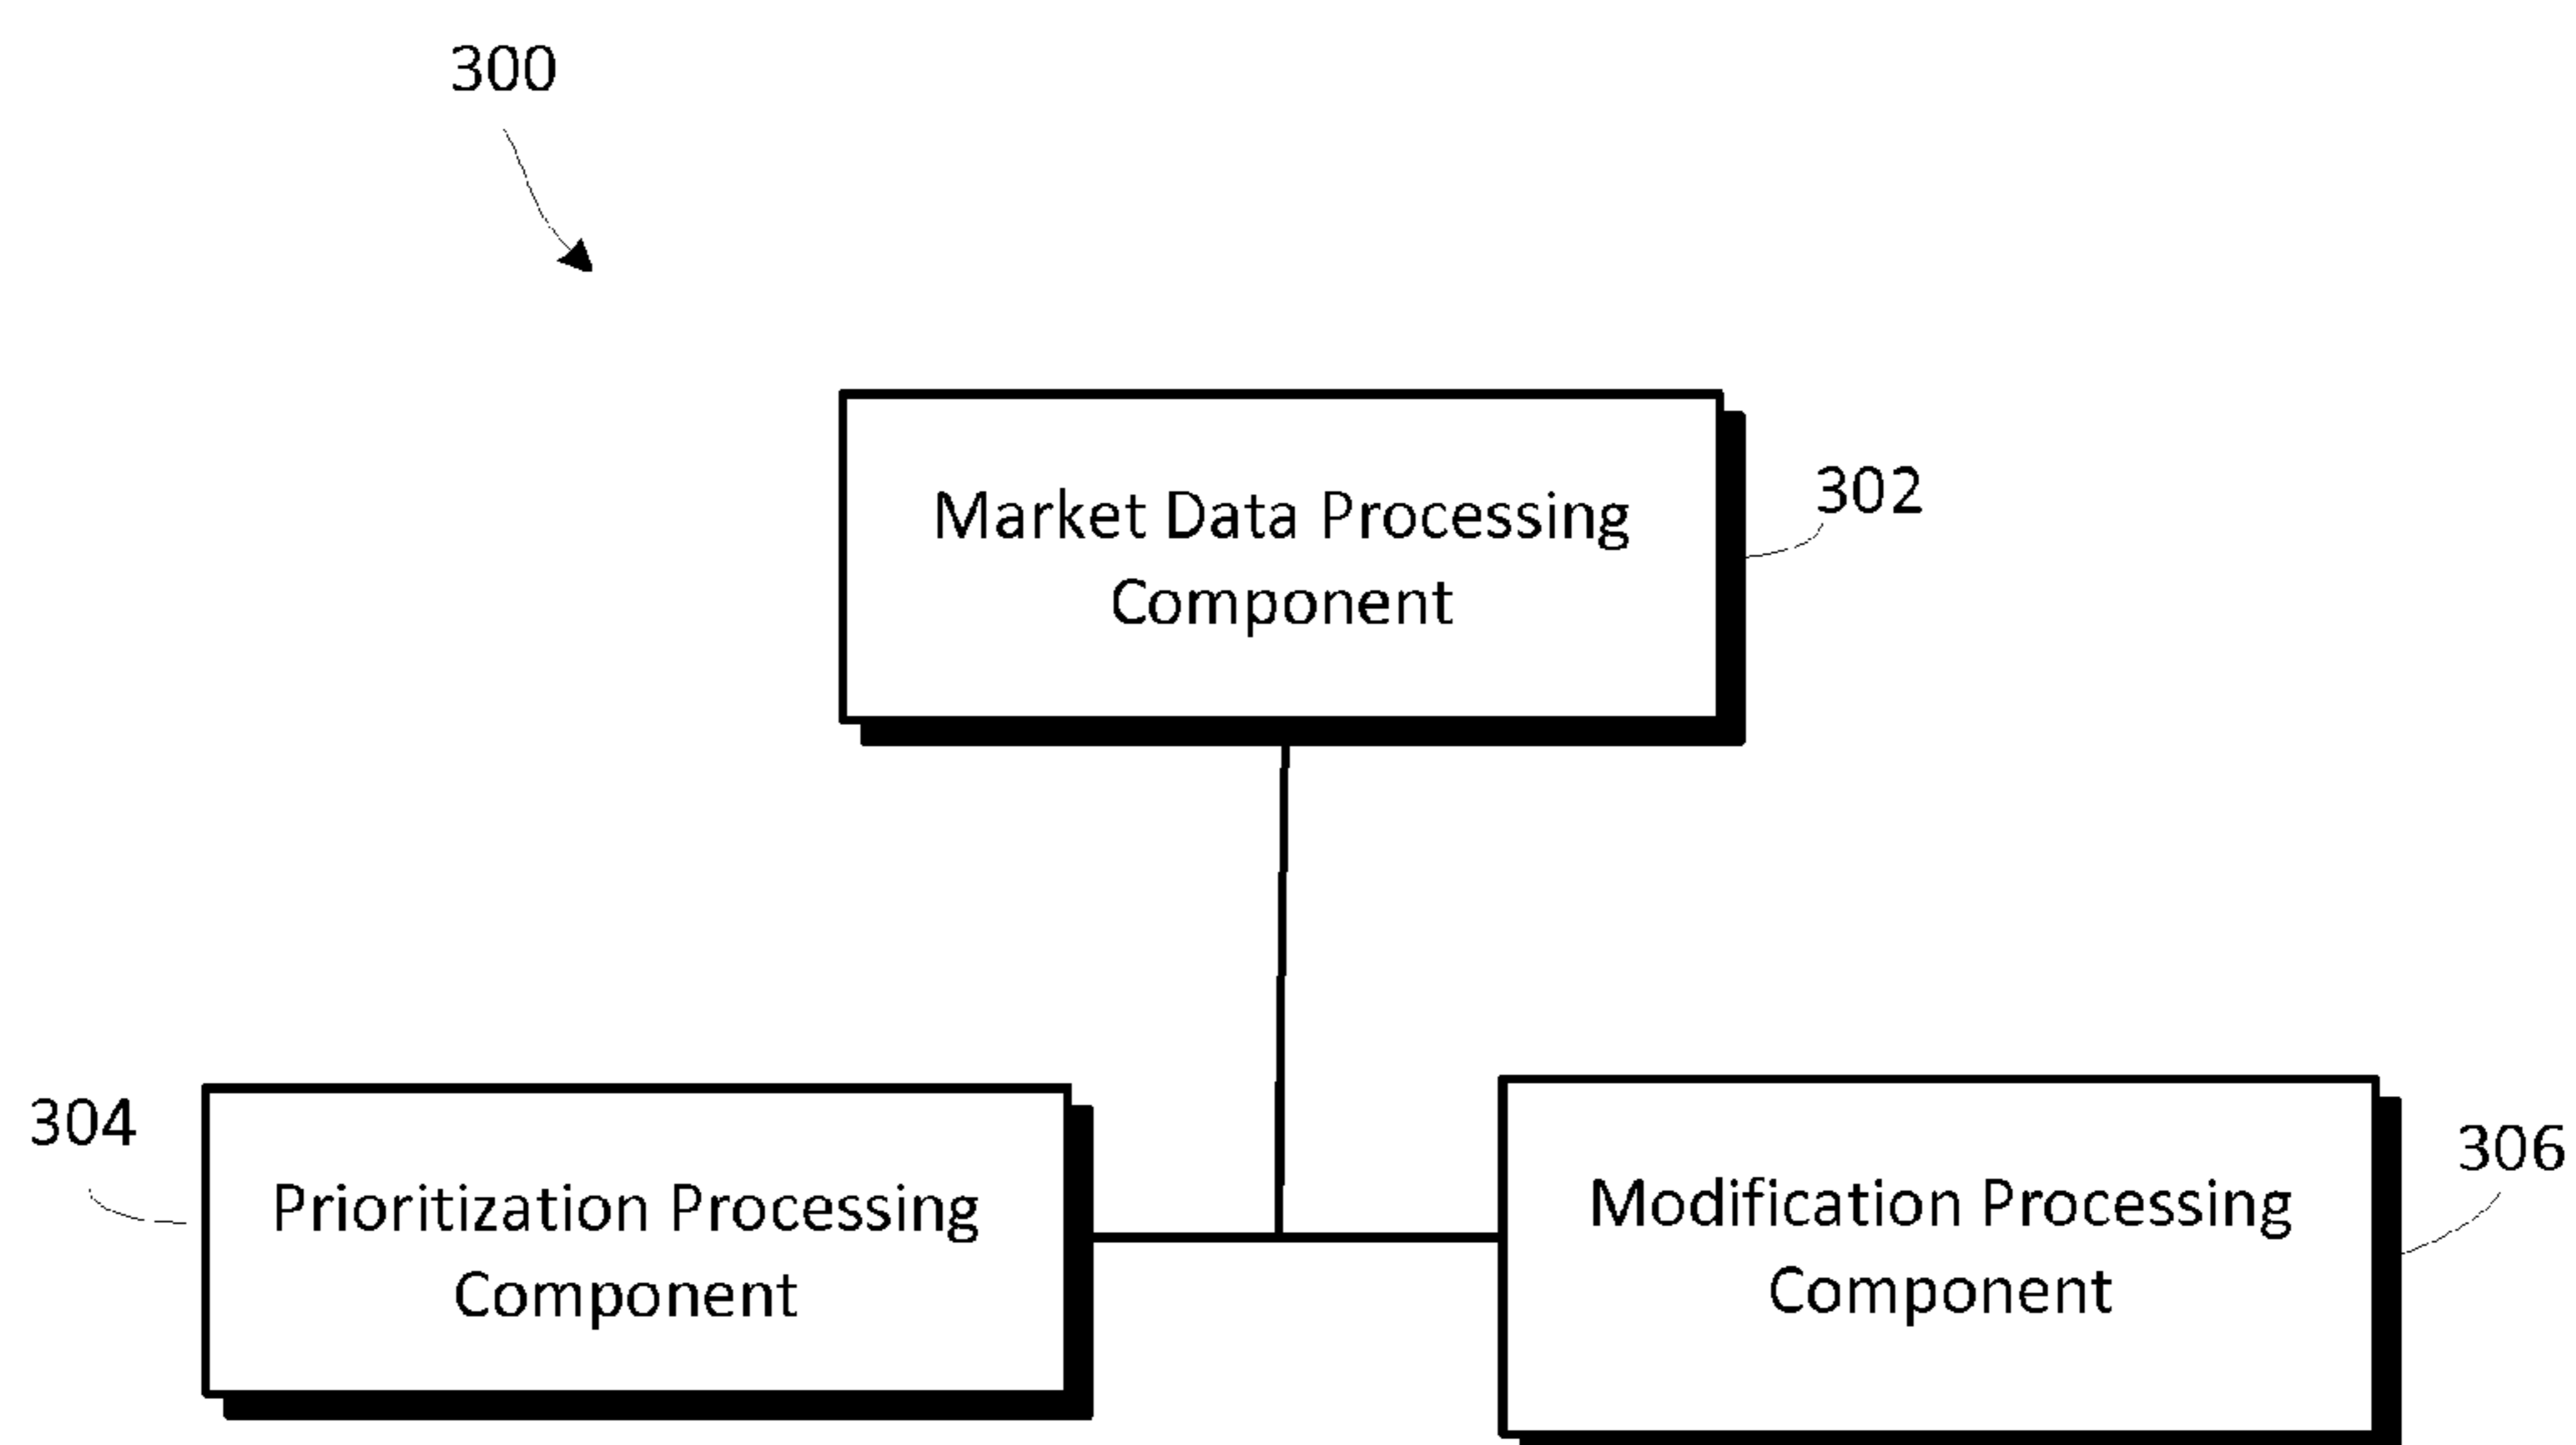 300
Market Data Processing
Component
302
304
Prioritization Processing
Component
Modification Processing
Component
306